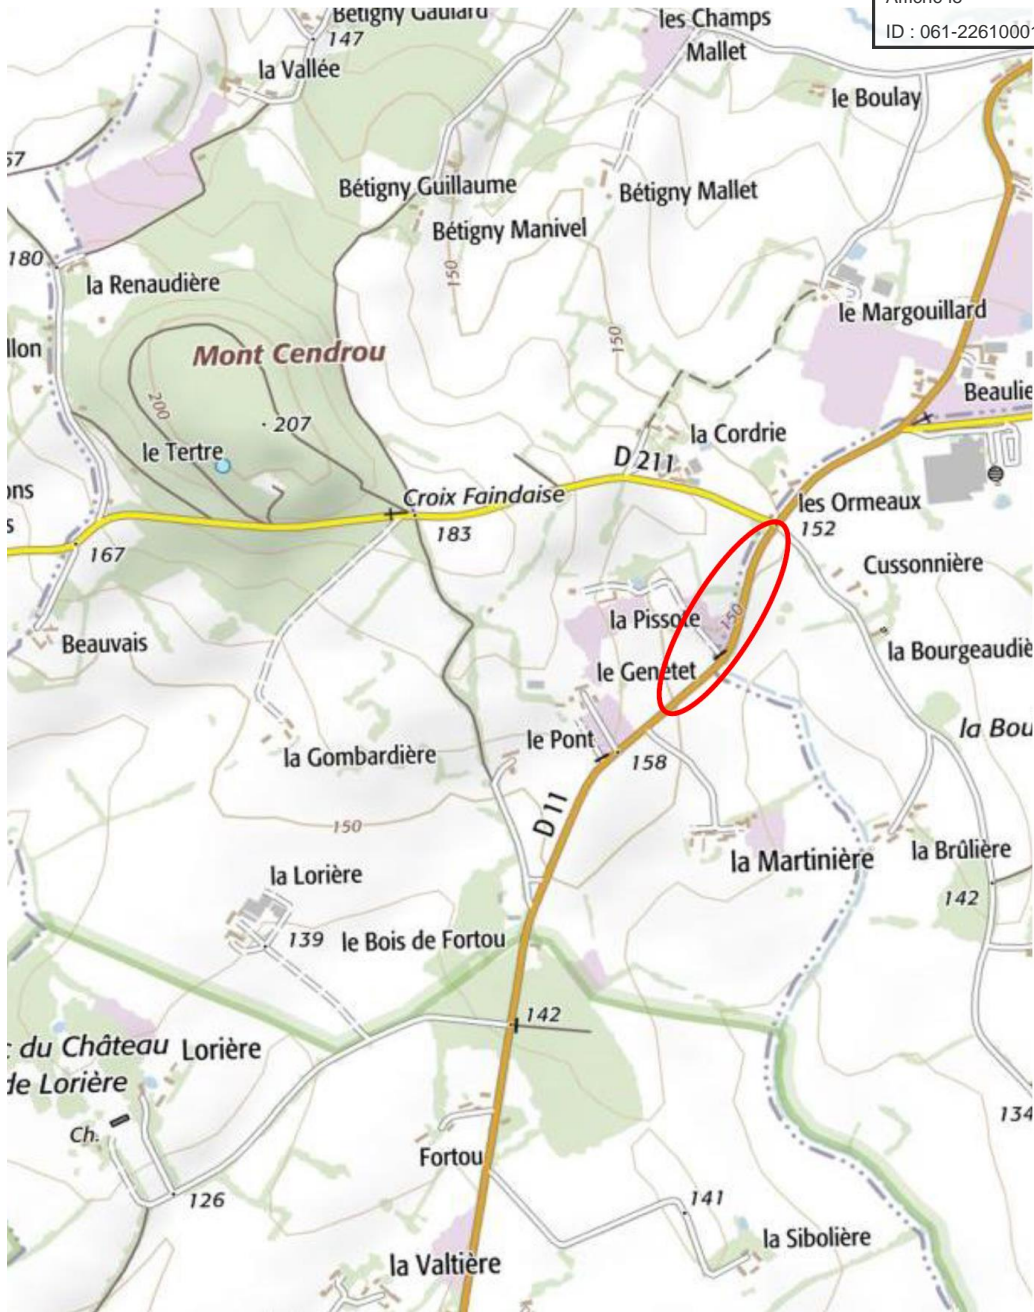 Bétigny Gaulard
147
les Champs
Mallet
ID : 061-22610001
la Vallée
le Boulay
57
Bétigny Guillaume
Bétigny Mallet
Bétigny Manivel
180
150
la Renaudière
le Margouillard
150
llon
Mont Cendrou
Beaulie
200
207
la Cordrie
le Tertre
D 211
ons
Croix Faindaise
les Ormeaux
s
183
152
167
Cussonnière
la Pissote
150
Beauvais
la Bourgeaudiè
le Genetet
la Bou
le Pont
la Gombardière
158
D 11
150
la Martinière
la Brûlière
la Lorière
142
139
le Bois de Fortou
142
c du Château
Lorière
de Lorière
134
Ch.
Fortou
126
141
la Sibolière
la Valtière